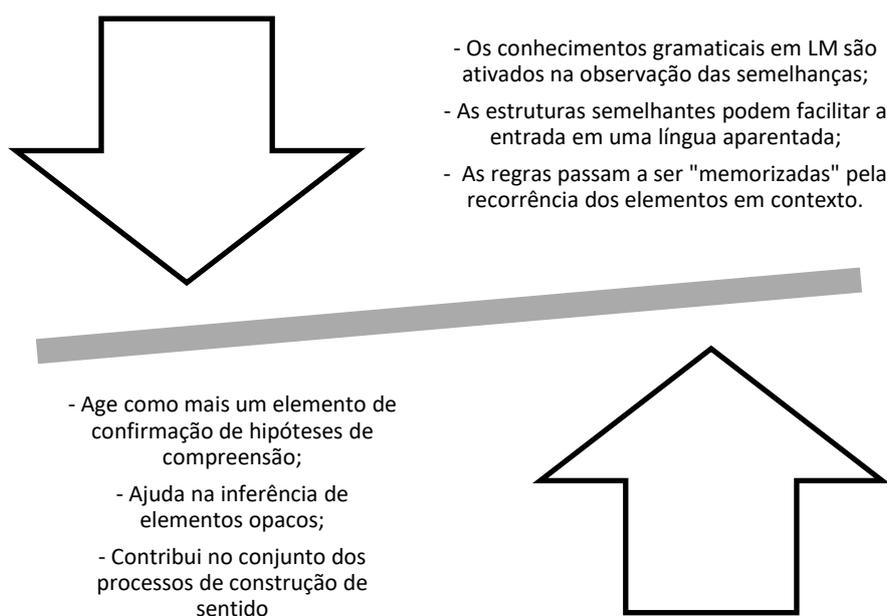 - Os conhecimentos gramaticais em LM são
ativados na observação das semelhanças;
- As estruturas semelhantes podem facilitar a
entrada em uma língua aparentada;
- As regras passam a ser "memorizadas" pela
recorrência dos elementos em contexto.
- Age como mais um elemento de
confirmação de hipóteses de
compreensão;
- Ajuda na inferência de
elementos opacos;
- Contribui no conjunto dos
processos de construção de
sentido